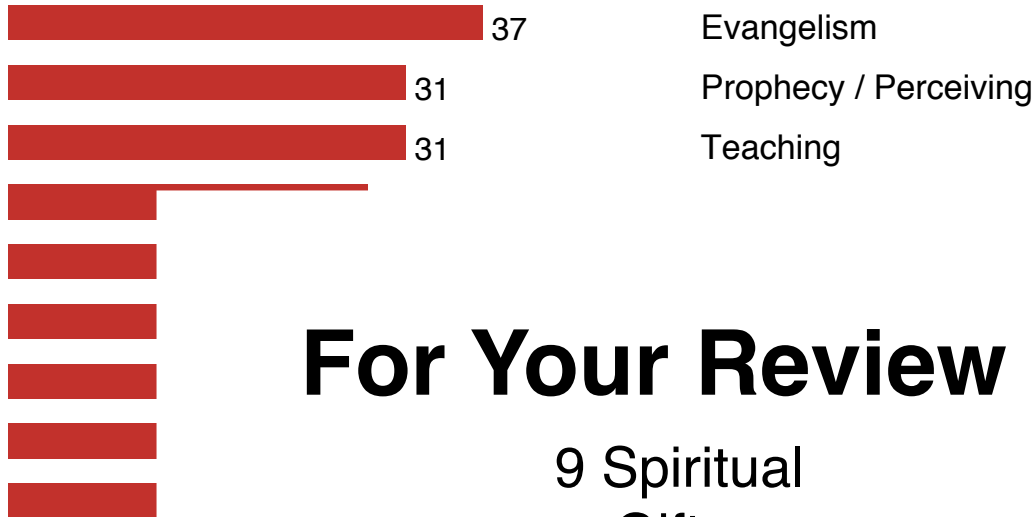 37 Evangelism
31 Prophecy / Perceiving
31 Teaching
For Your Review
9 Spiritual